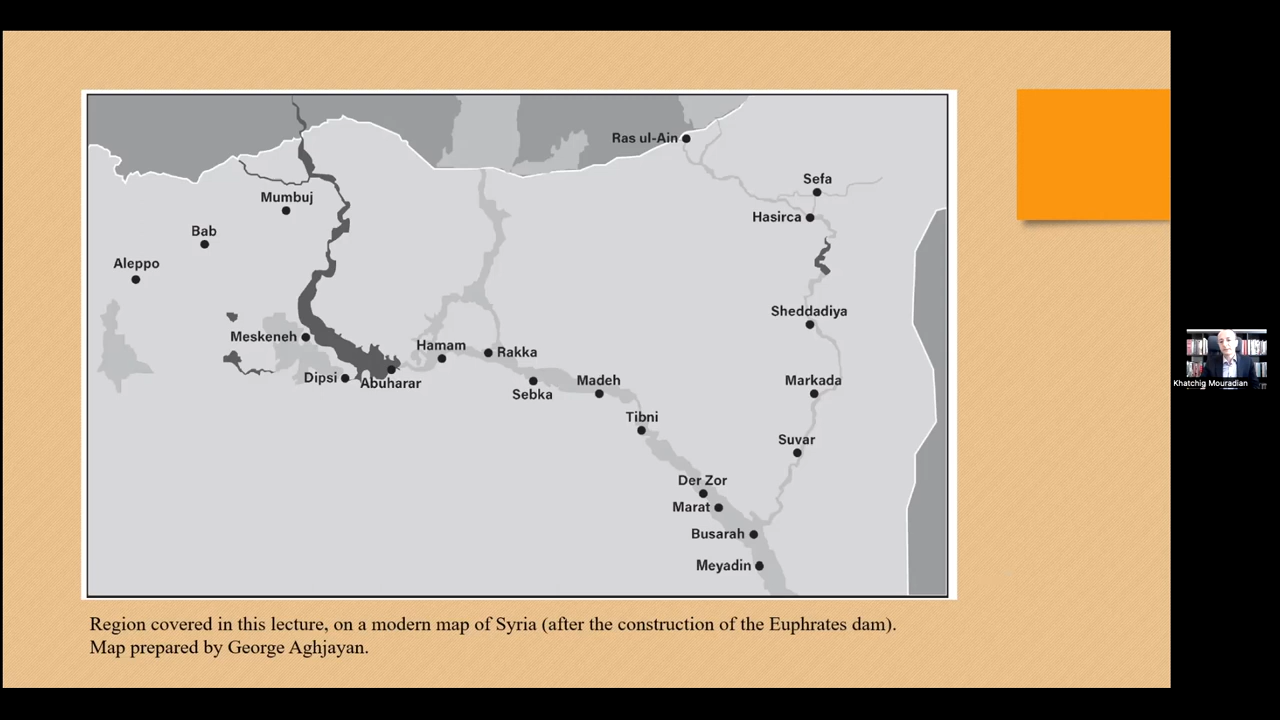 Ras ul-Ain
Sefa
Mumbuj
Hasirca
Bab
Aleppo
Sheddadiya
Meskeneh
Hamam
Rakka
Dipsi
Abuharar
Madeh
Markada
Sebka
Tibni
Suvar
Der Zor
Marat
Busarah
Meyadin
Khatchig Mouradian
Region covered in this lecture, on a modern map of Syria (after the construction of the Euphrates dam).
Map prepared by George Aghjayan.